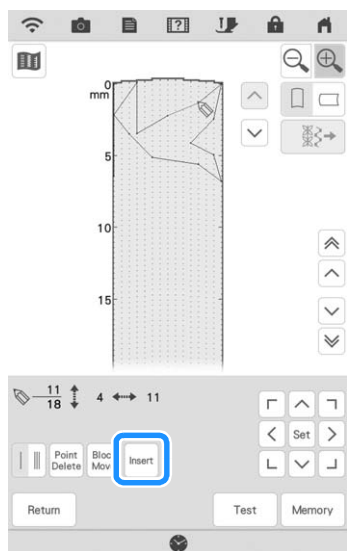 0
mm
5
10
15
11
18
4 11
Point
Delete
Bloc
Mov
Insert
Set
Return
Test
Memory